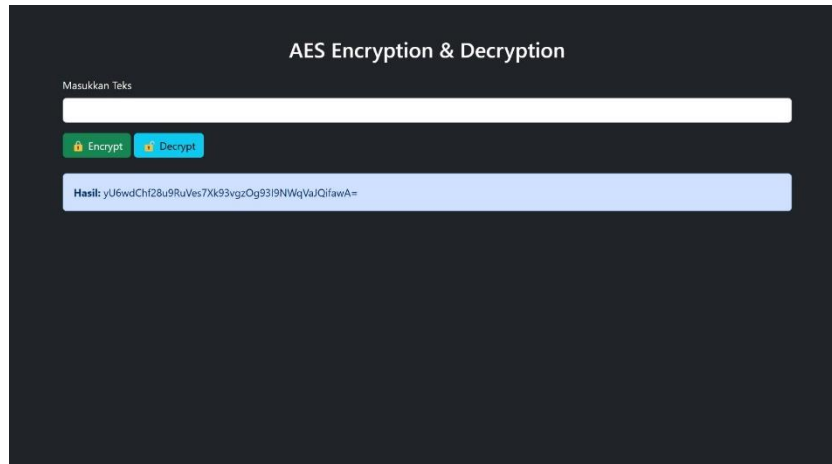 AES Encryption & Decryption
Masukkan Teks
Encrypt Decrypt
Hasil: yU6wdChf28u9RuVes7Xk93vgzOg93I9NWqVaJQifawA=